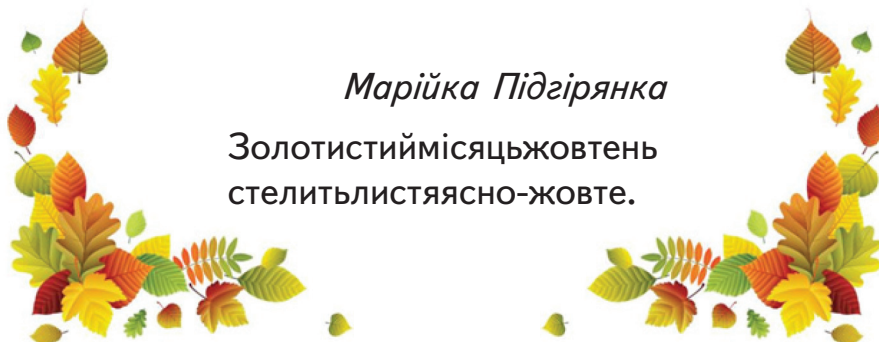 Марійка Підгірянка
Золотистиймісяцьжовтень
стелитьлистяясно-жовте.